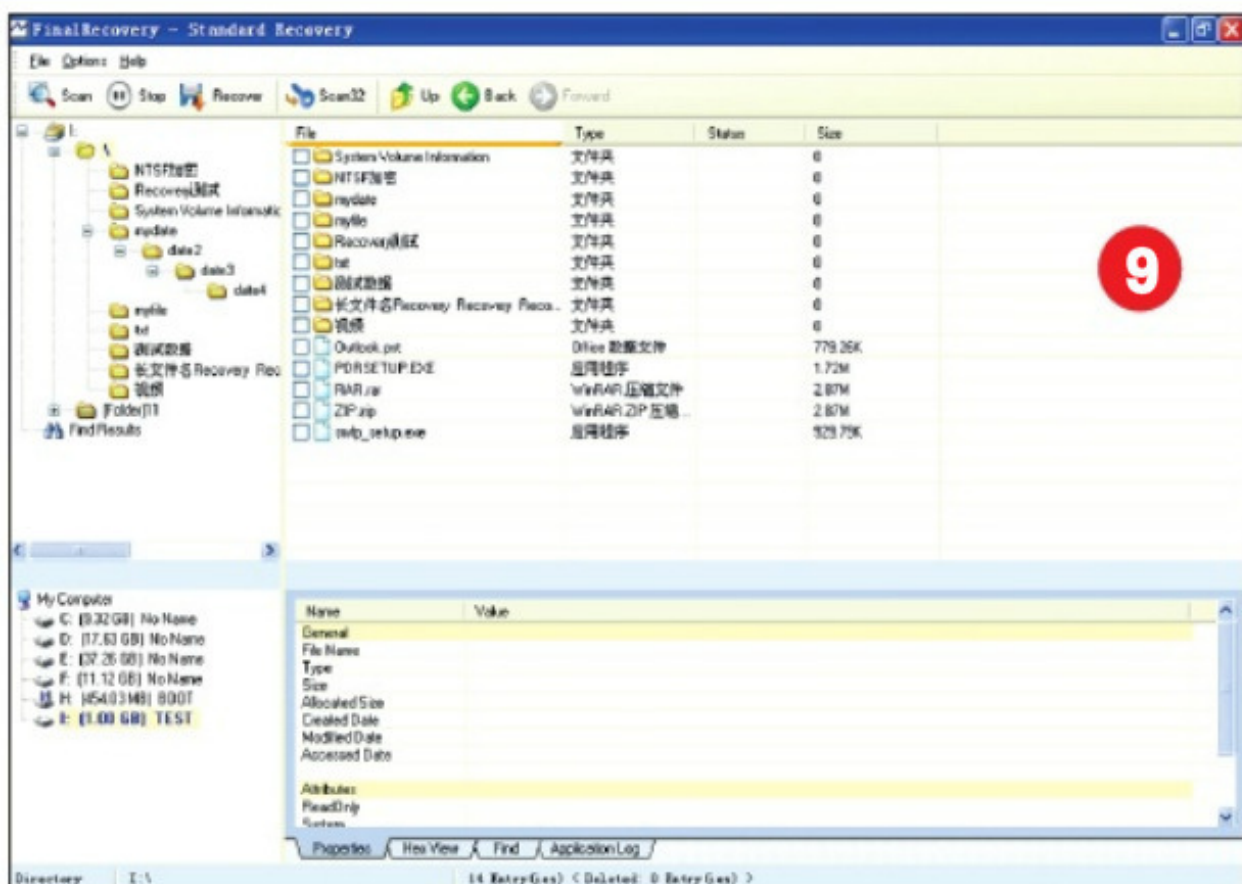 FinalRecovery - Standard Recovery
File Options Help
Scan Stop Recover Scan32 Up Back Forward
I:
\
NTSF加密
Recovery测试
System Volume Informatic
mydate
date2
date3
date4
myfile
txt
测试数据
长文件名Recovery Rec
视频
[Folder]11
Find Results
File Type Status Size
System Volume Information 文件夹 0
NTSF加密 文件夹 0
mydate 文件夹 0
myfile 文件夹 0
Recovery测试 文件夹 0
txt 文件夹 0
测试数据 文件夹 0
长文件名Recovery Recovery Reco... 文件夹 0
视频 文件夹 0
Outlook.pst Office 数据文件 779.26K
PDRSETUP.EXE 应用程序 1.72M
RAR.rar WinRAR 压缩文件 2.87M
ZIP.zip WinRAR ZIP 压缩... 2.87M
swlp_setup.exe 应用程序 929.79K
9
My Computer
C: (9.32 GB) No Name
D: (17.63 GB) No Name
E: (37.26 GB) No Name
F: (11.12 GB) No Name
H: (454.03 MB) BOOT
I: (1.00 GB) TEST
Name Value
General
File Name
Type
Size
Allocated Size
Created Date
Modified Date
Accessed Date
Attributes
ReadOnly
System
Properties Hex View Find Application Log
Directory I:\ 14 Entry(ies) < Deleted: 0 Entry(ies) >